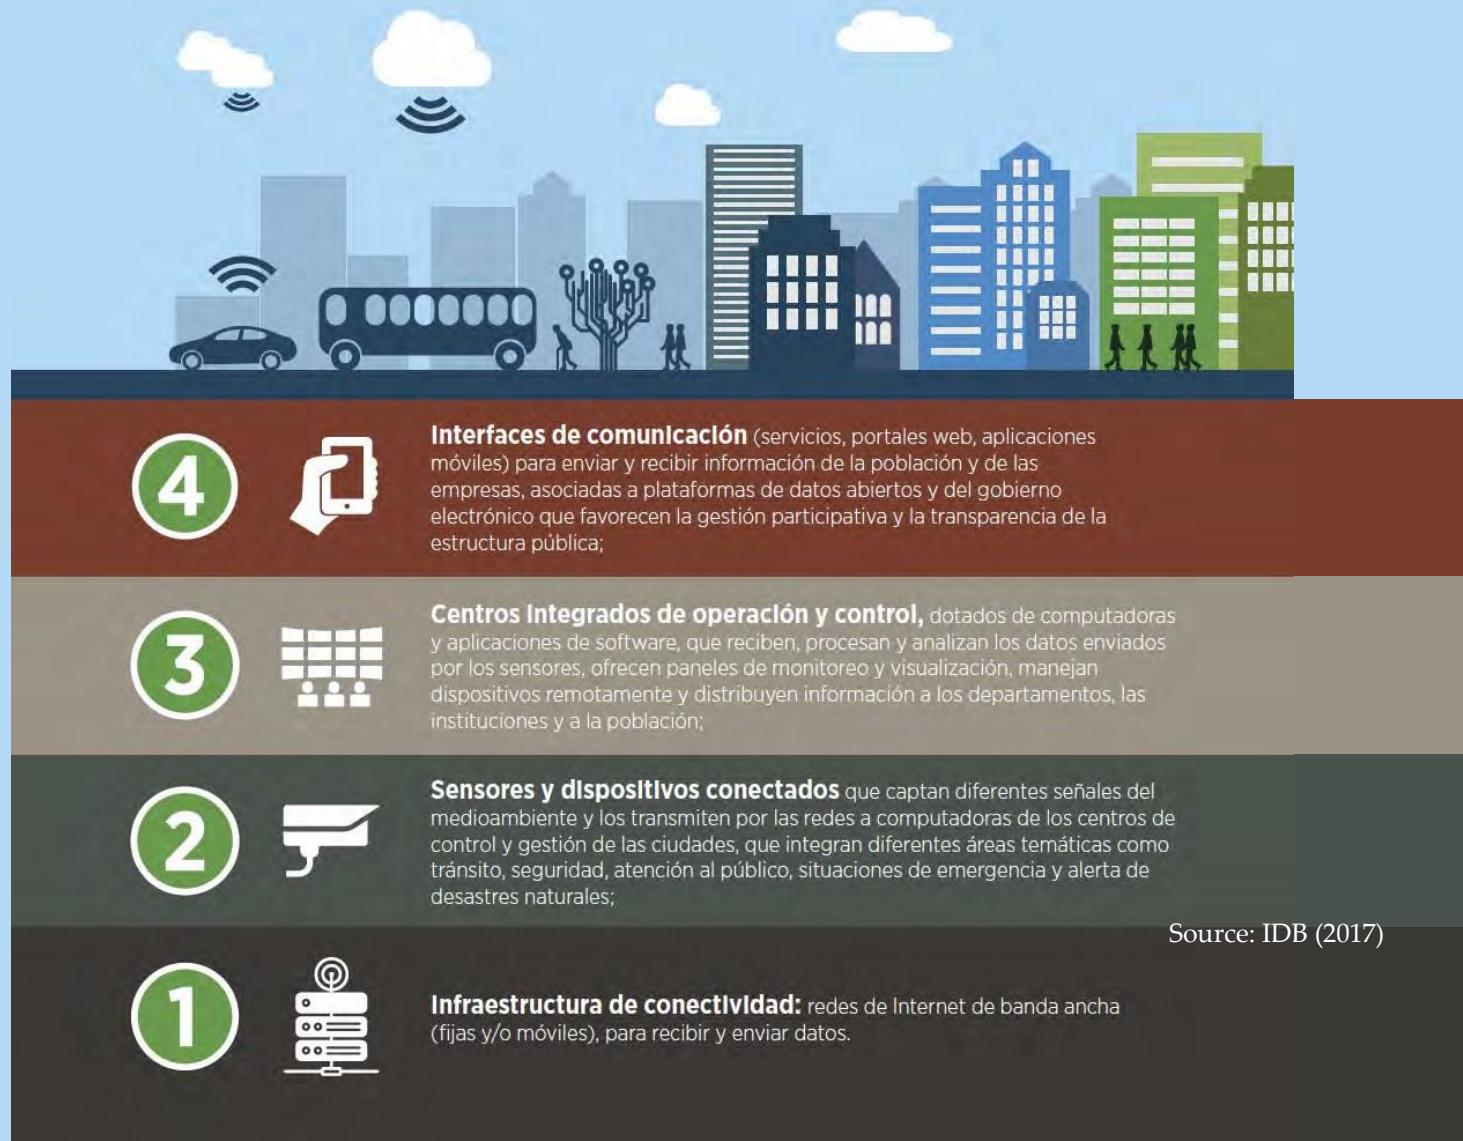 4
Interfaces de comunicación (servicios, portales web, aplicaciones
móviles) para enviar y recibir información de la población y de las
empresas, asociadas a plataformas de datos abiertos y del gobierno
electrónico que favorecen la gestión participativa y la transparencia de la
estructura pública;
3
Centros integrados de operación y control, dotados de computadoras
y aplicaciones de software, que reciben, procesan y analizan los datos enviados
por los sensores, ofrecen paneles de monitoreo y visualización, manejan
dispositivos remotamente y distribuyen información a los departamentos, las
instituciones y a la población;
2
Sensores y dispositivos conectados que captan diferentes señales del
medioambiente y los transmiten por las redes a computadoras de los centros de
control y gestión de las ciudades, que integran diferentes áreas temáticas como
tránsito, seguridad, atención al público, situaciones de emergencia y alerta de
desastres naturales;
Source: IDB (2017)
1
Infraestructura de conectividad: redes de Internet de banda ancha
(fijas y/o móviles), para recibir y enviar datos.